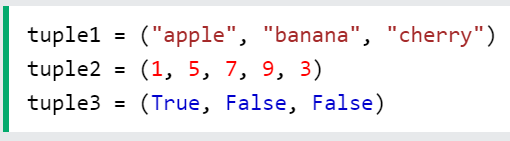 tuple1 = ("apple", "banana", "cherry")
tuple2 = (1, 5, 7, 9, 3)
tuple3 = (True, False, False)